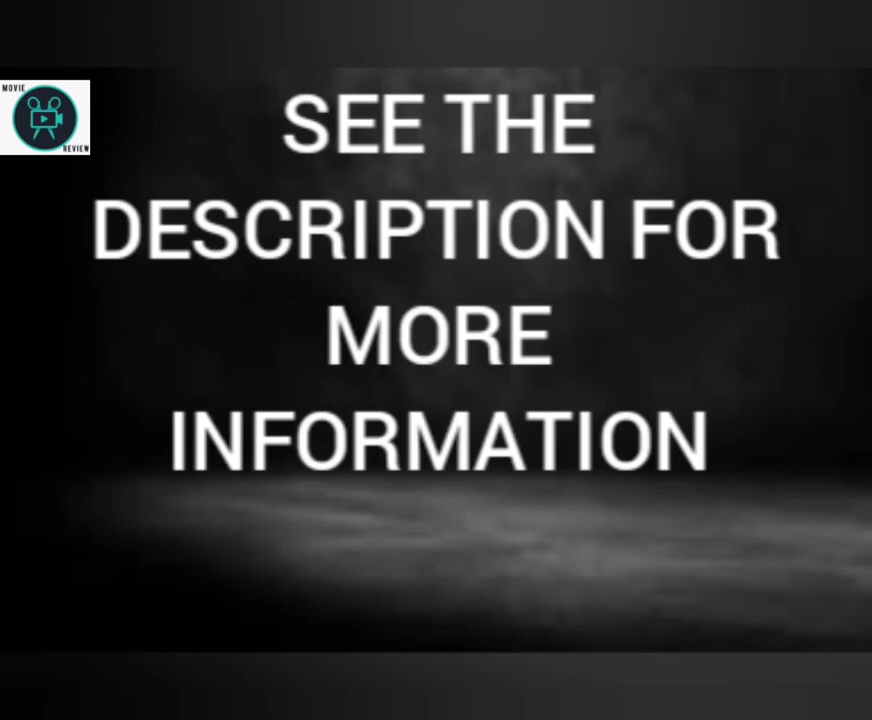 MOVIE
REVIEW
SEE THE
DESCRIPTION FOR
MORE
INFORMATION